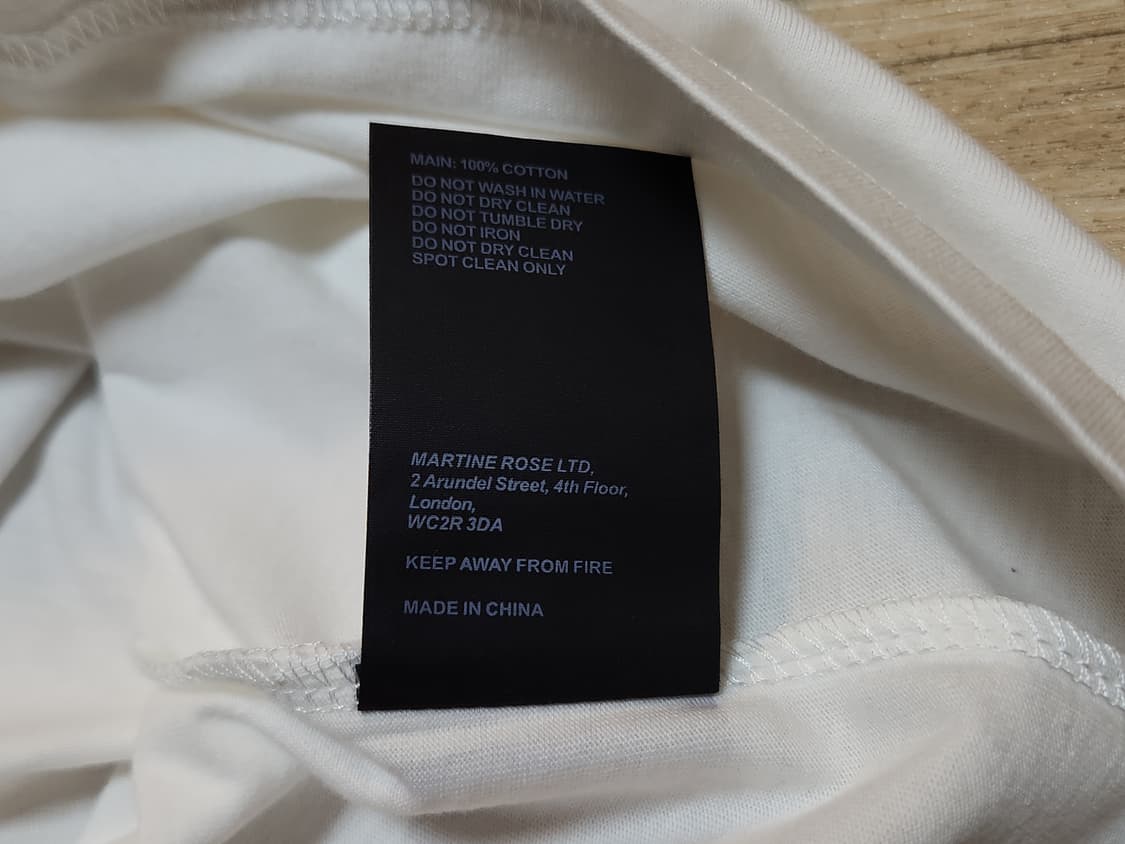 MAIN: 100% COTTON
DO NOT WASH IN WATER
DO NOT DRY CLEAN
DO NOT TUMBLE DRY
DO NOT IRON
DO NOT DRY CLEAN
SPOT CLEAN ONLY
MARTINE ROSE LTD,
2 Arundel Street, 4th Floor,
London,
WC2R 3DA
KEEP AWAY FROM FIRE
MADE IN CHINA